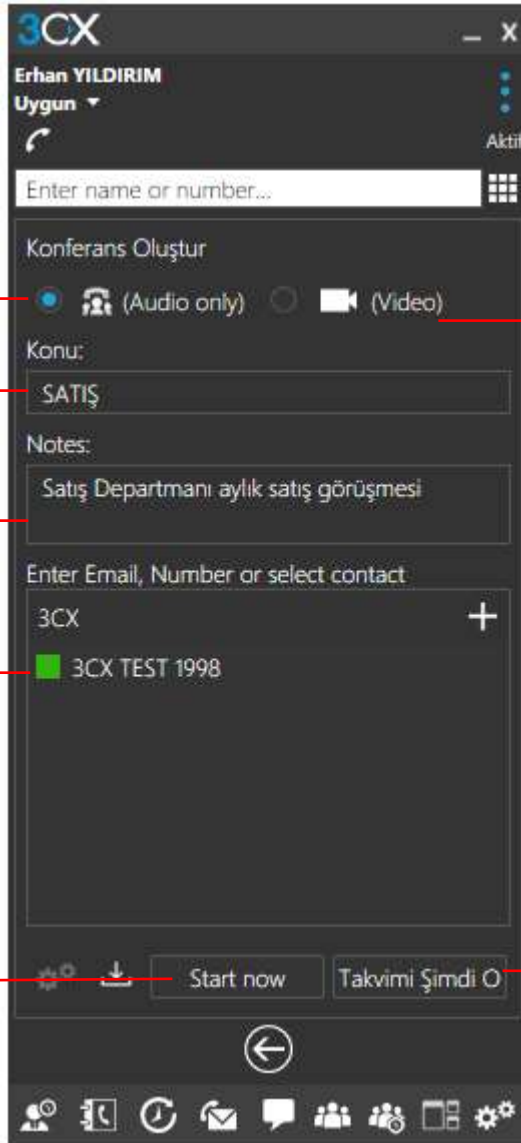 3CX
Erhan YILDIRIM
Uygun
Aktif
Enter name or number...
Konferans Oluştur
(Audio only) (Video)
Konu:
SATIŞ
Notes:
Satış Departmanı aylık satış görüşmesi
Enter Email, Number or select contact
3CX
3CX TEST 1998
Start now Takvimi Şimdi O